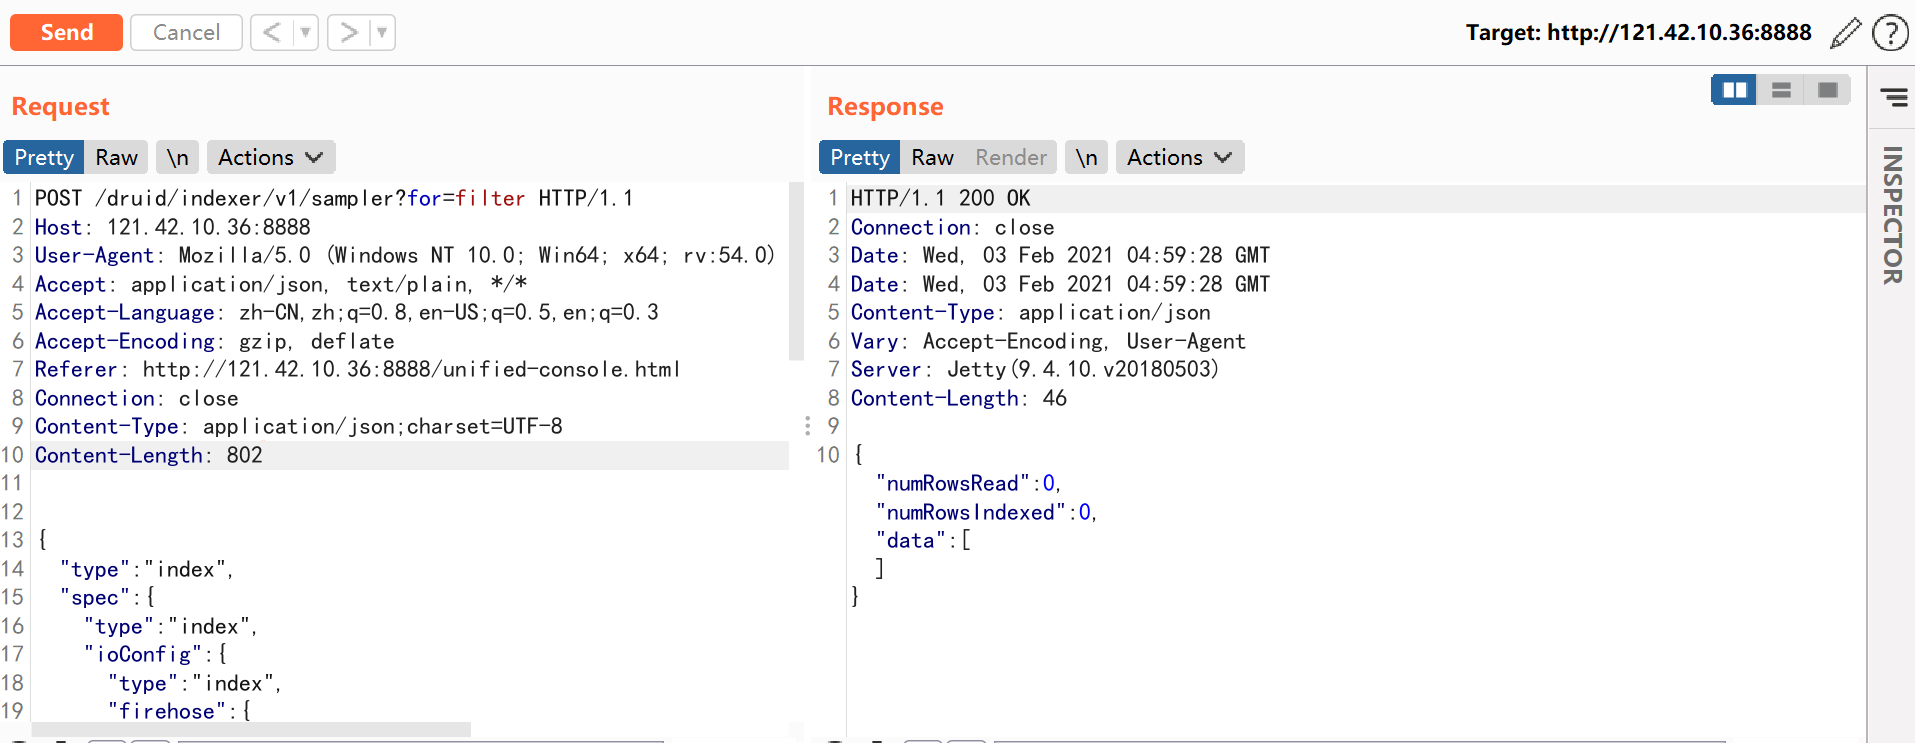 Send Cancel < ▼ > ▼ Target: http://121.42.10.36:8888 ?
Request
Pretty Raw \n Actions
1 POST /druid/indexer/v1/sampler?for=filter HTTP/1.1
2 Host: 121.42.10.36:8888
3 User-Agent: Mozilla/5.0 (Windows NT 10.0; Win64; x64; rv:54.0)
4 Accept: application/json, text/plain, */*
5 Accept-Language: zh-CN,zh;q=0.8,en-US;q=0.5,en;q=0.3
6 Accept-Encoding: gzip, deflate
7 Referer: http://121.42.10.36:8888/unified-console.html
8 Connection: close
9 Content-Type: application/json;charset=UTF-8
10 Content-Length: 802
11
12
13 {
14 "type":"index",
15 "spec":{
16 "type":"index",
17 "ioConfig":{
18 "type":"index",
19 "firehose":{
Response
Pretty Raw Render \n Actions
1 HTTP/1.1 200 OK
2 Connection: close
3 Date: Wed, 03 Feb 2021 04:59:28 GMT
4 Date: Wed, 03 Feb 2021 04:59:28 GMT
5 Content-Type: application/json
6 Vary: Accept-Encoding, User-Agent
7 Server: Jetty(9.4.10.v20180503)
8 Content-Length: 46
9
10 {
"numRowsRead":0,
"numRowsIndexed":0,
"data":[
]
}
INSPECTOR